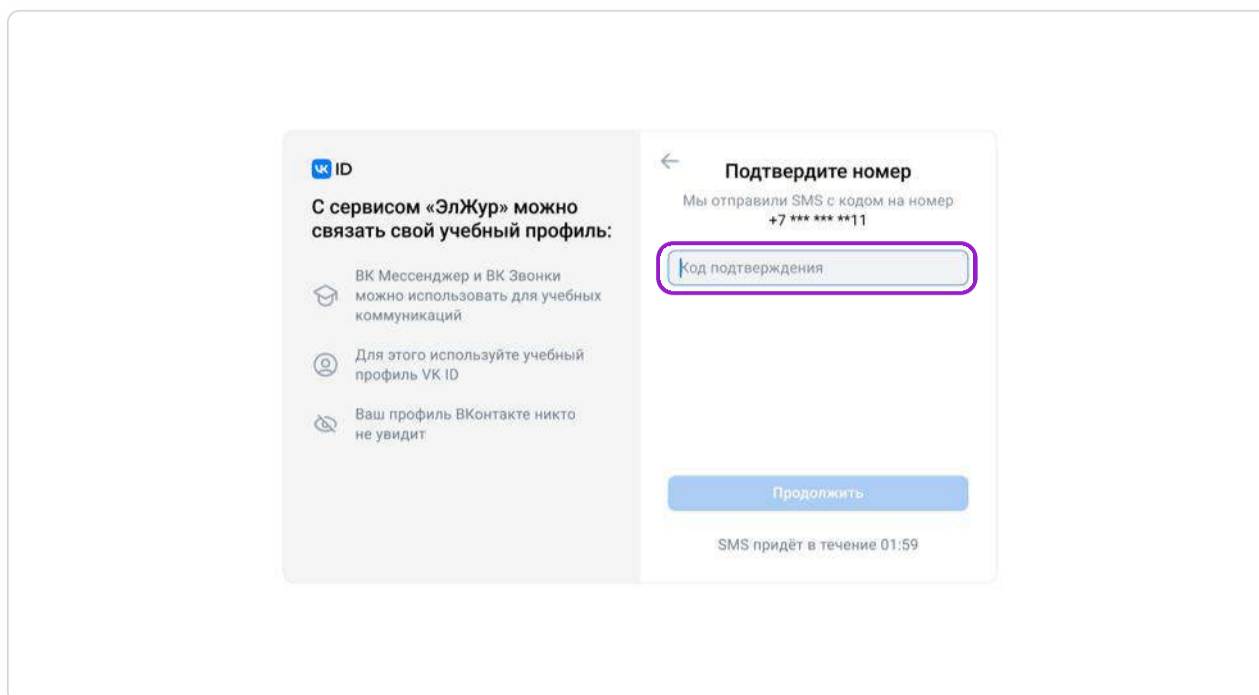 VK ID
С сервисом «ЭлЖур» можно
связать свой учебный профиль:
ВК Мессенджер и ВК Звонки
можно использовать для учебных
коммуникаций
Для этого используйте учебный
профиль VK ID
Ваш профиль ВКонтакте никто
не увидит
Подтвердите номер
Мы отправили SMS с кодом на номер
+7 *** *** **11
Код подтверждения
Продолжить
SMS придёт в течение 01:59